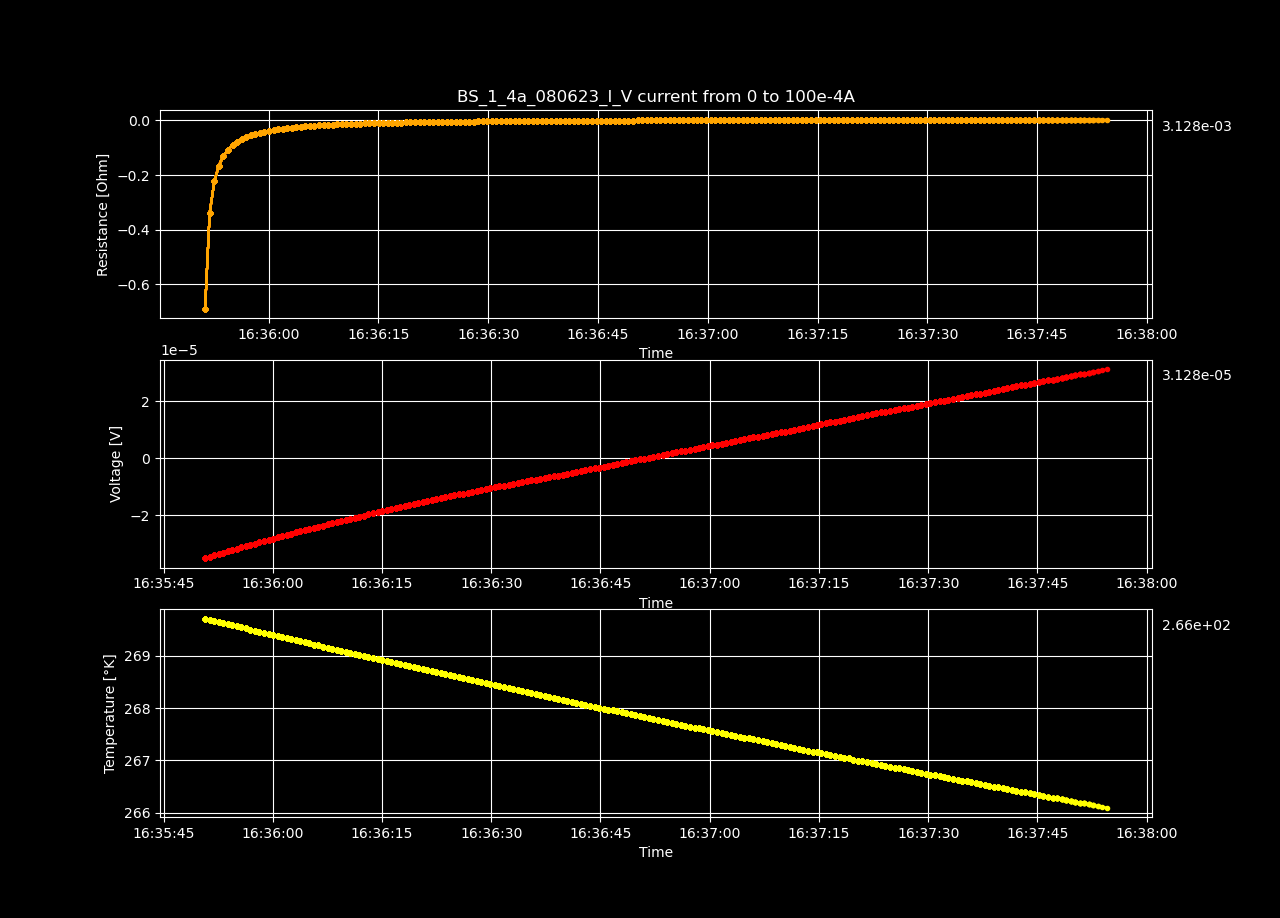 BS_1_4a_080623_I_V current from 0 to 100e-4A
0.0
−0.2
−0.4
−0.6
Resistance [Ohm]
3.128e-03
16:36:00 16:36:15 16:36:30 16:36:45 16:37:00 16:37:15 16:37:30 16:37:45 16:38:00
Time
1e−5
2
0
−2
Voltage [V]
3.128e-05
16:35:45 16:36:00 16:36:15 16:36:30 16:36:45 16:37:00 16:37:15 16:37:30 16:37:45 16:38:00
Time
269
268
267
266
Temperature [°K]
2.66e+02
16:35:45 16:36:00 16:36:15 16:36:30 16:36:45 16:37:00 16:37:15 16:37:30 16:37:45 16:38:00
Time